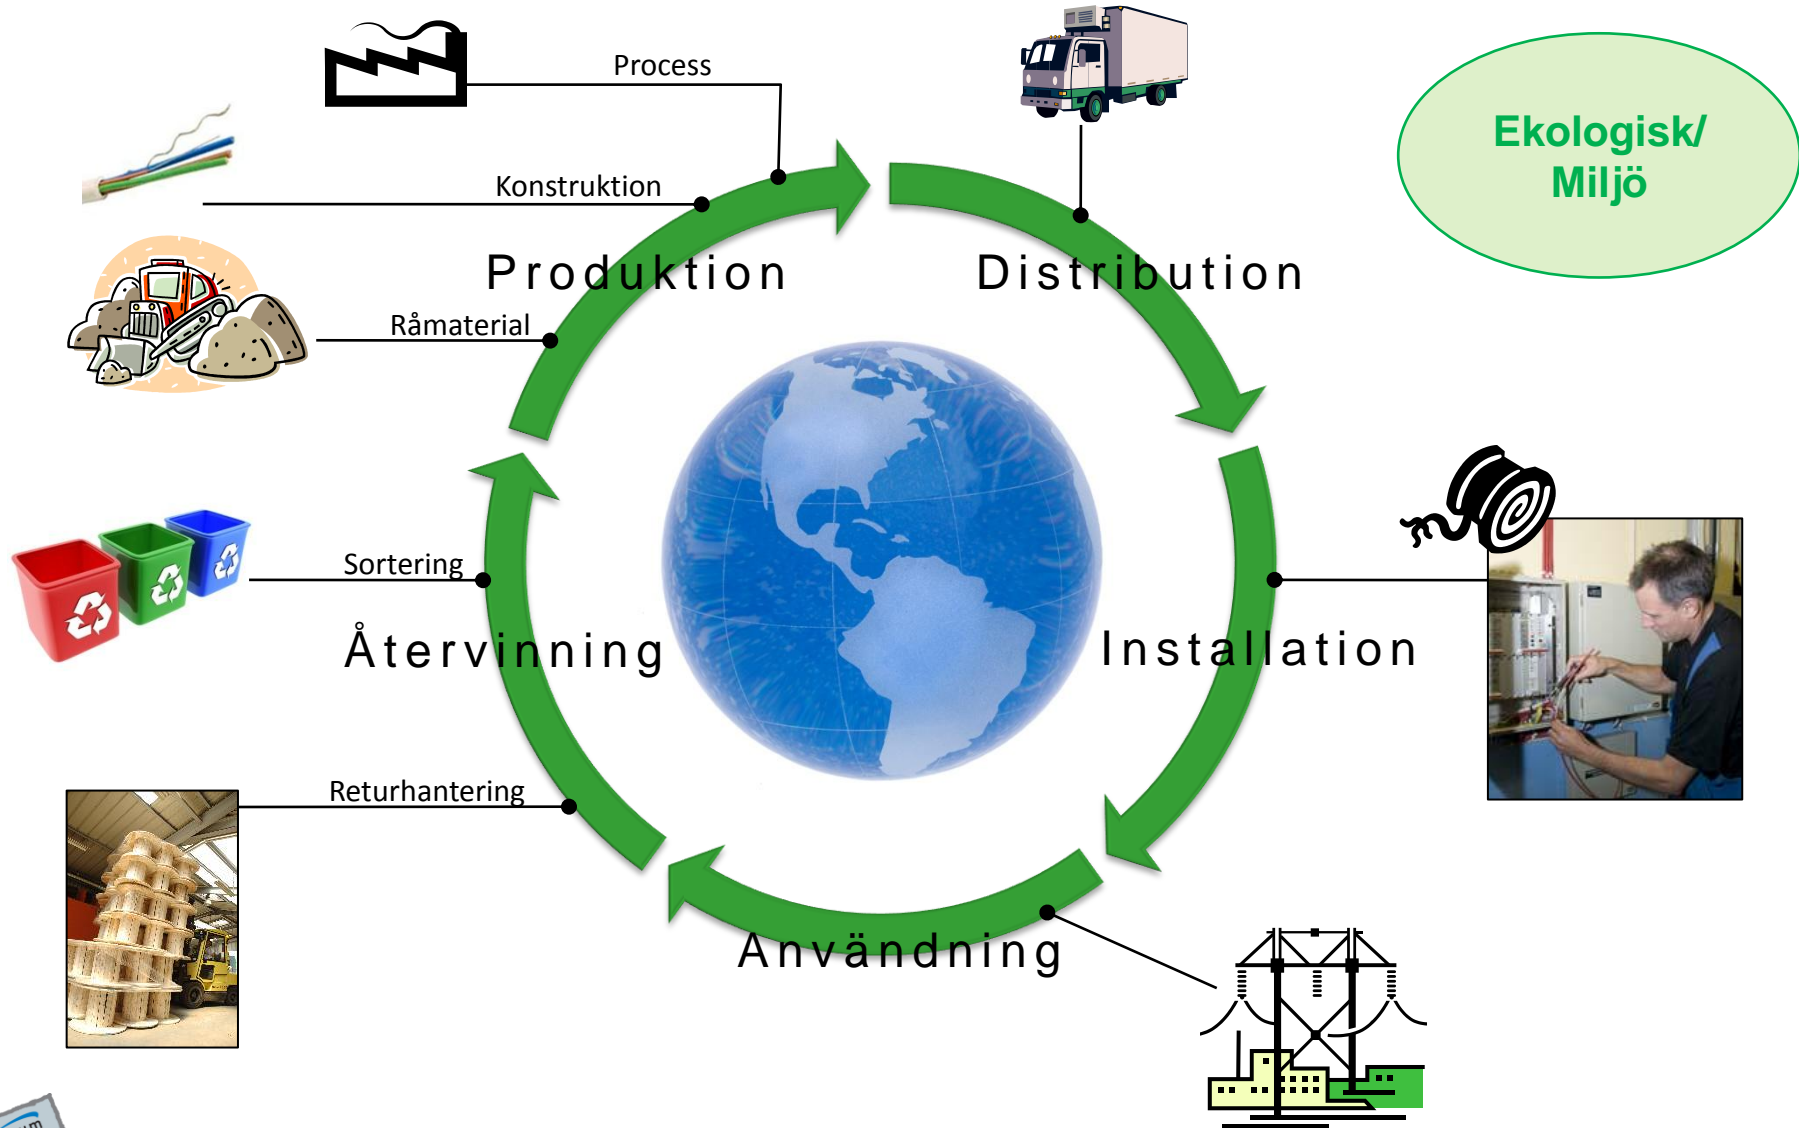 Process
Ekologisk/
Miljö
Konstruktion
Produktion
Distribution
Råmaterial
Sortering
Återvinning
Installation
Returhantering
Användning